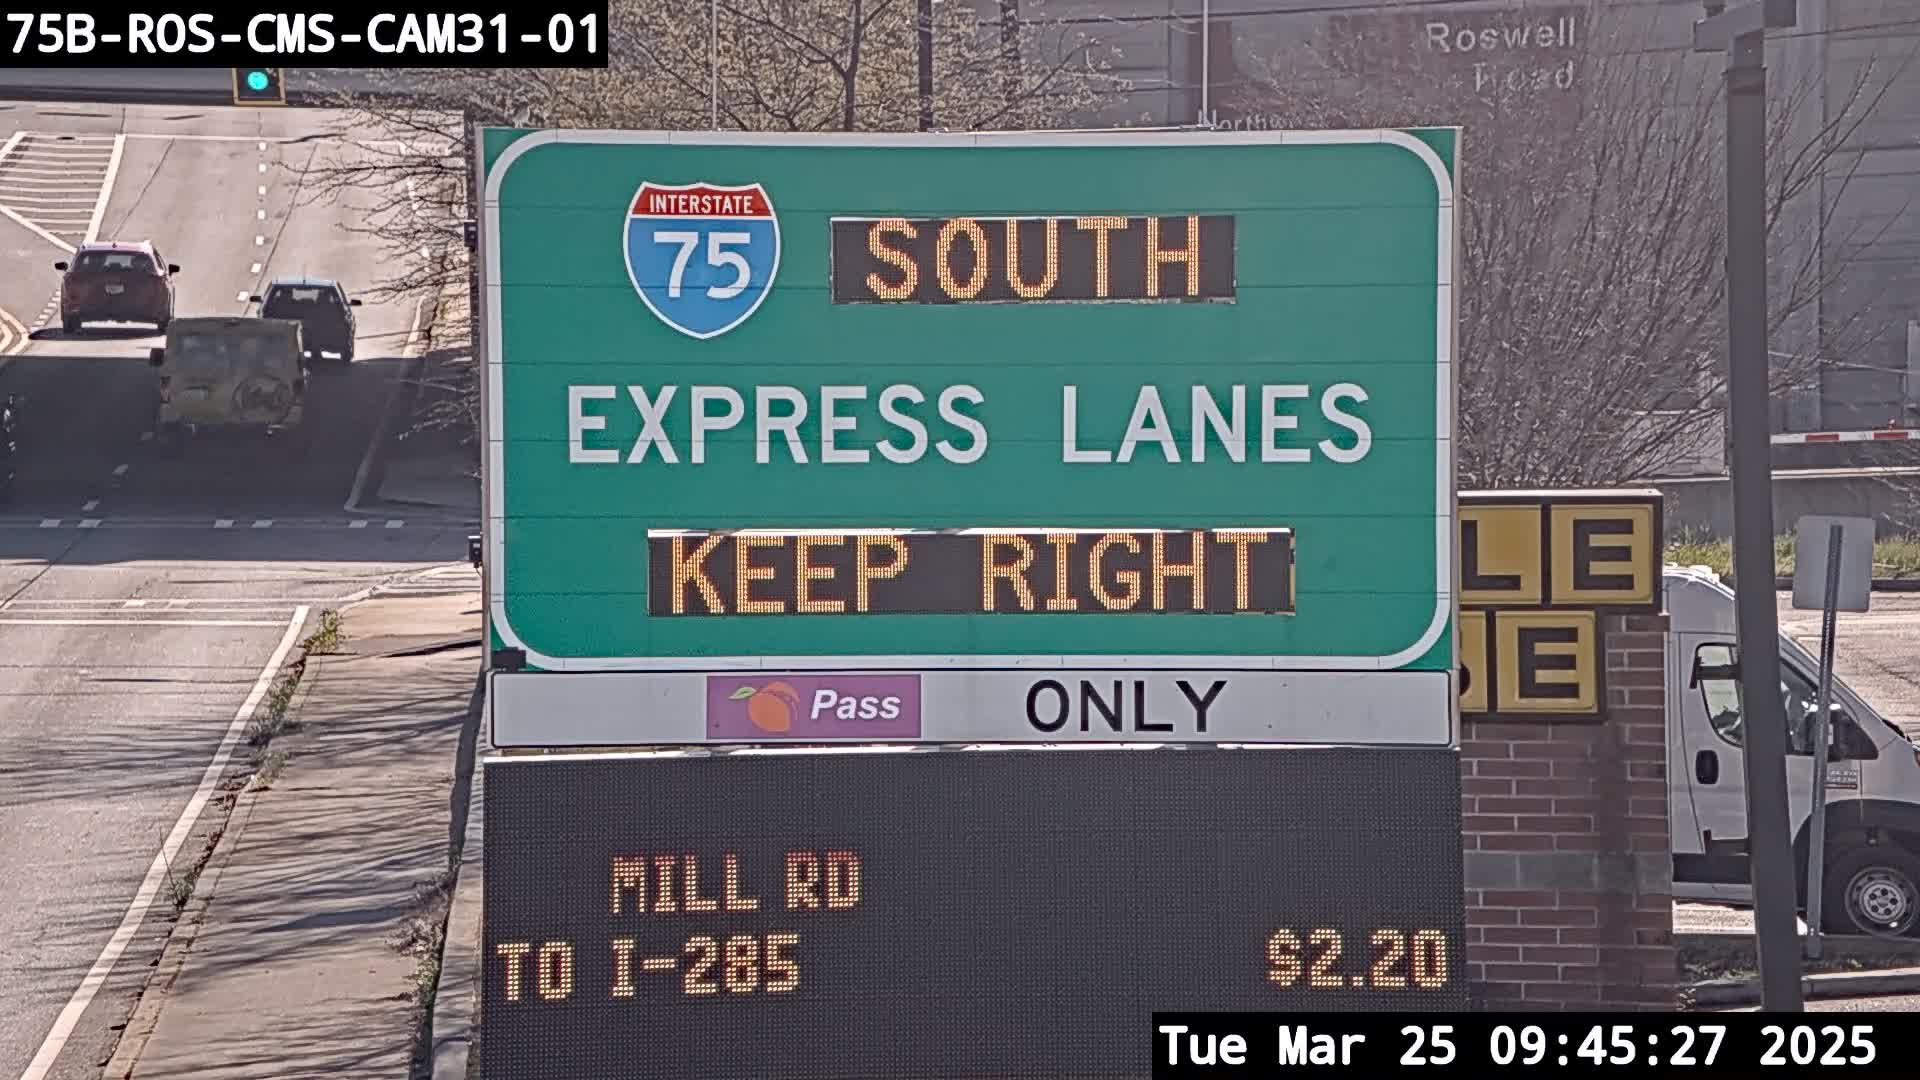 75B-ROS-CMS-CAM31-01
Roswell
Road
INTERSTATE
75
SOUTH
EXPRESS LANES
KEEP RIGHT
Pass ONLY
LE
E
MILL RD
TO I-285 $2.20
Tue Mar 25 09:45:27 2025